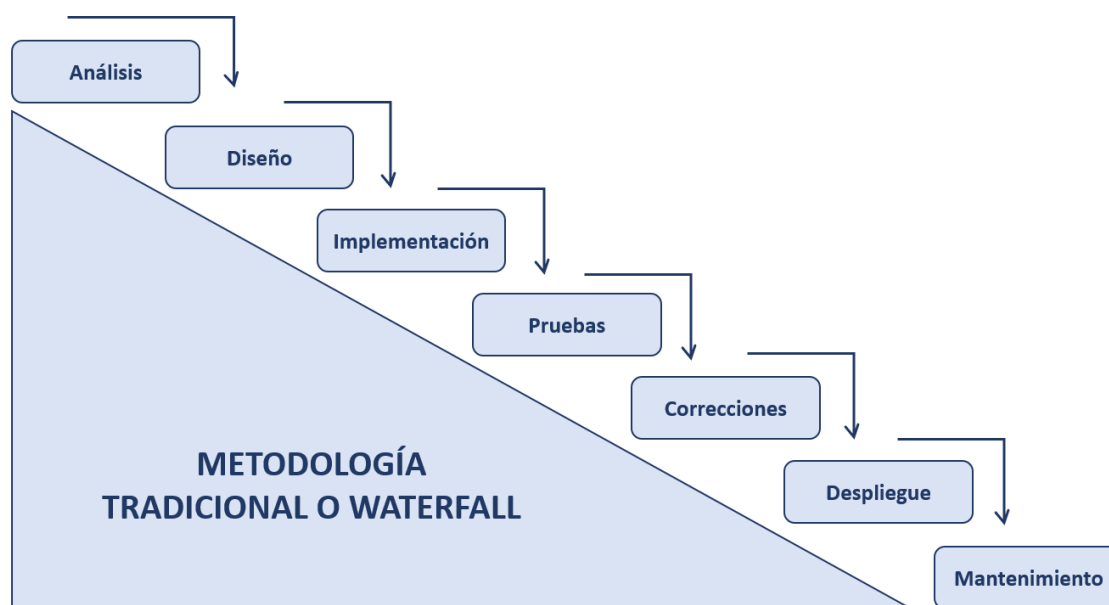 Análisis
Diseño
Implementación
Pruebas
Correcciones
Despliegue
Mantenimiento
METODOLOGÍA
TRADICIONAL O WATERFALL